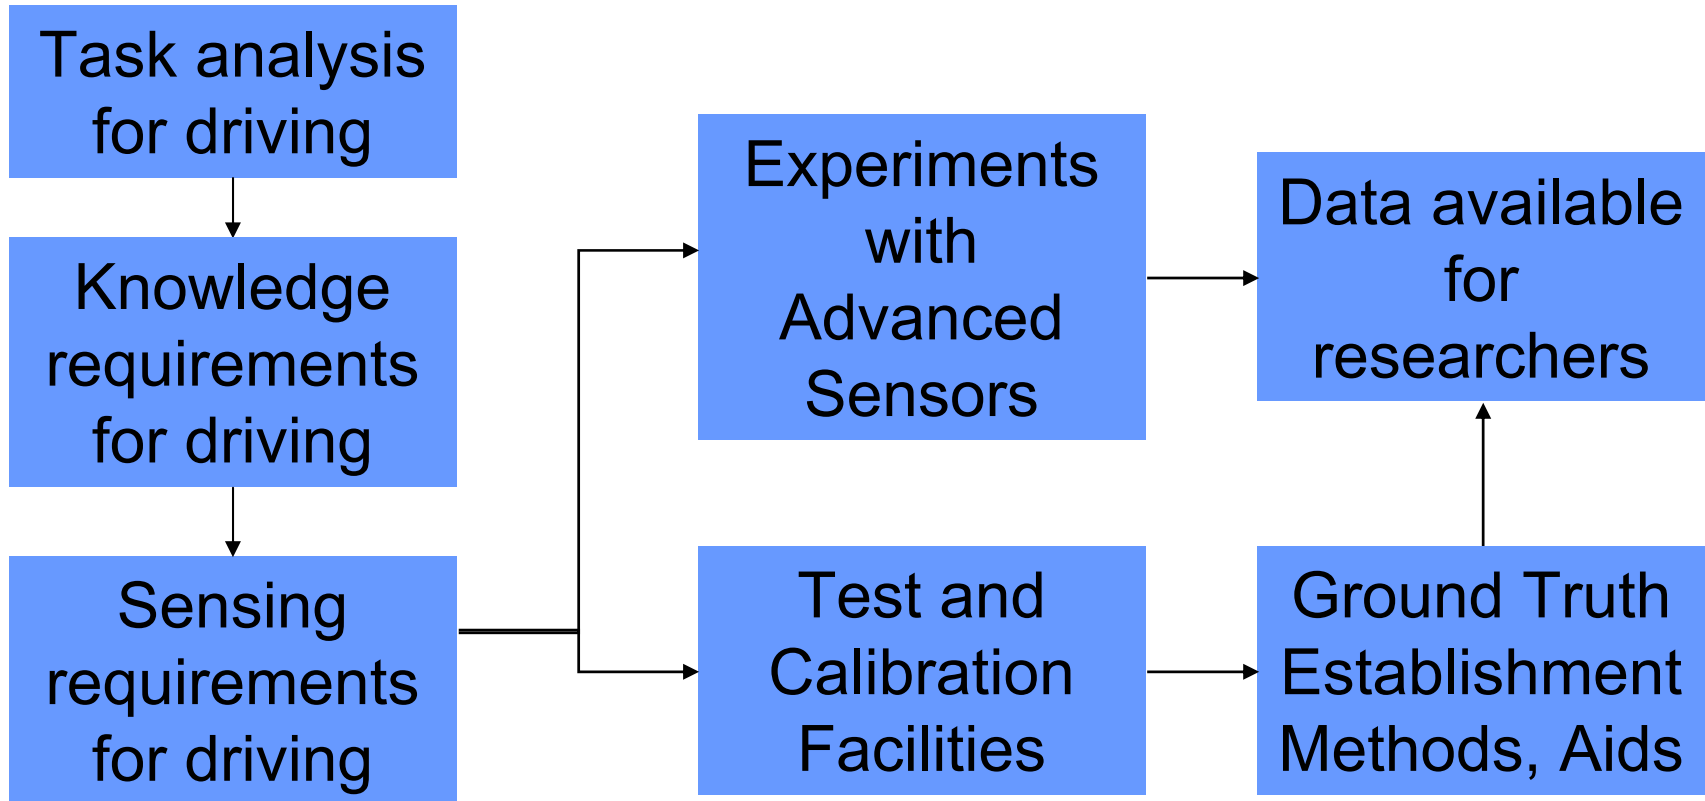 Task analysis
for driving
Knowledge
requirements
for driving
Sensing
requirements
for driving
Experiments
with
Advanced
Sensors
Test and
Calibration
Facilities
Data available
for
researchers
Ground Truth
Establishment
Methods, Aids